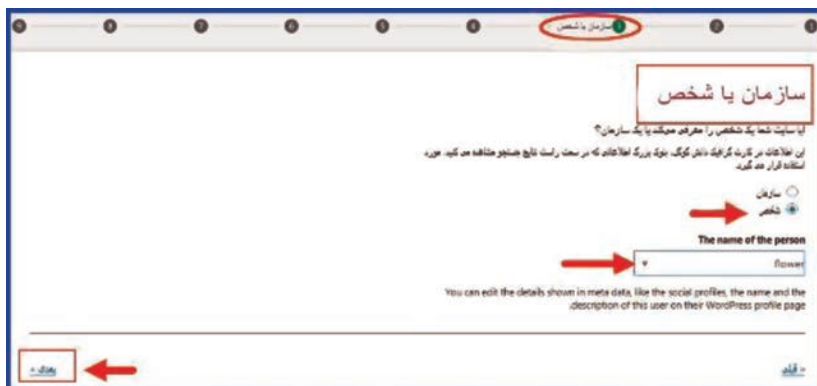 سازمان یا شخص
سازمان یا شخص
آیا سایت شما یک شخص را معرفی می‌کند یا یک سازمان؟
این اطلاعات در کارت گرافیک دانش گوگل، بلوک بزرگ اطلاعاتی که در سمت راست نتایج جستجو مشاهده می کنید، مورد
استفاده قرار می گیرد.
سازمان
شخص
The name of the person
flower
You can edit the details shown in meta data, like the social profiles, the name and the
description of this user on their WordPress profile page.
« قبلی
بعدی »